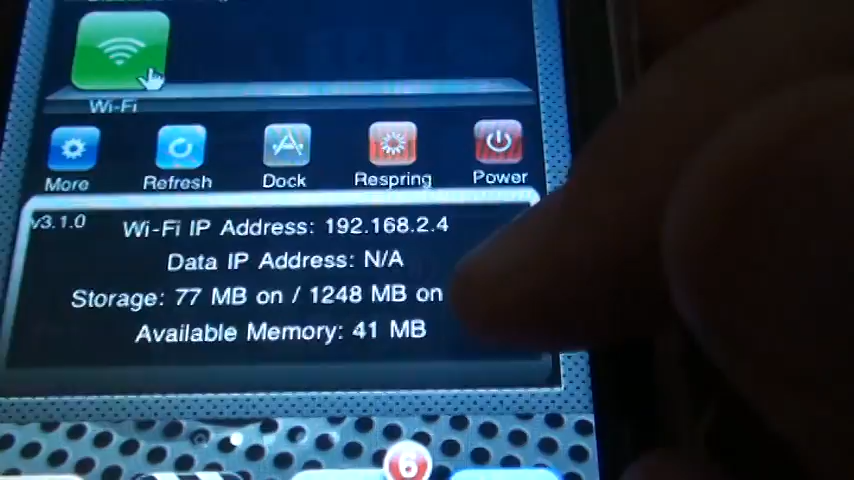 Wi-Fi
More
Refresh
Dock
Respring
Power
v3.1.0
Wi-Fi IP Address: 192.168.2.4
Data IP Address: N/A
Storage: 77 MB on / 1248 MB on
Available Memory: 41 MB
6